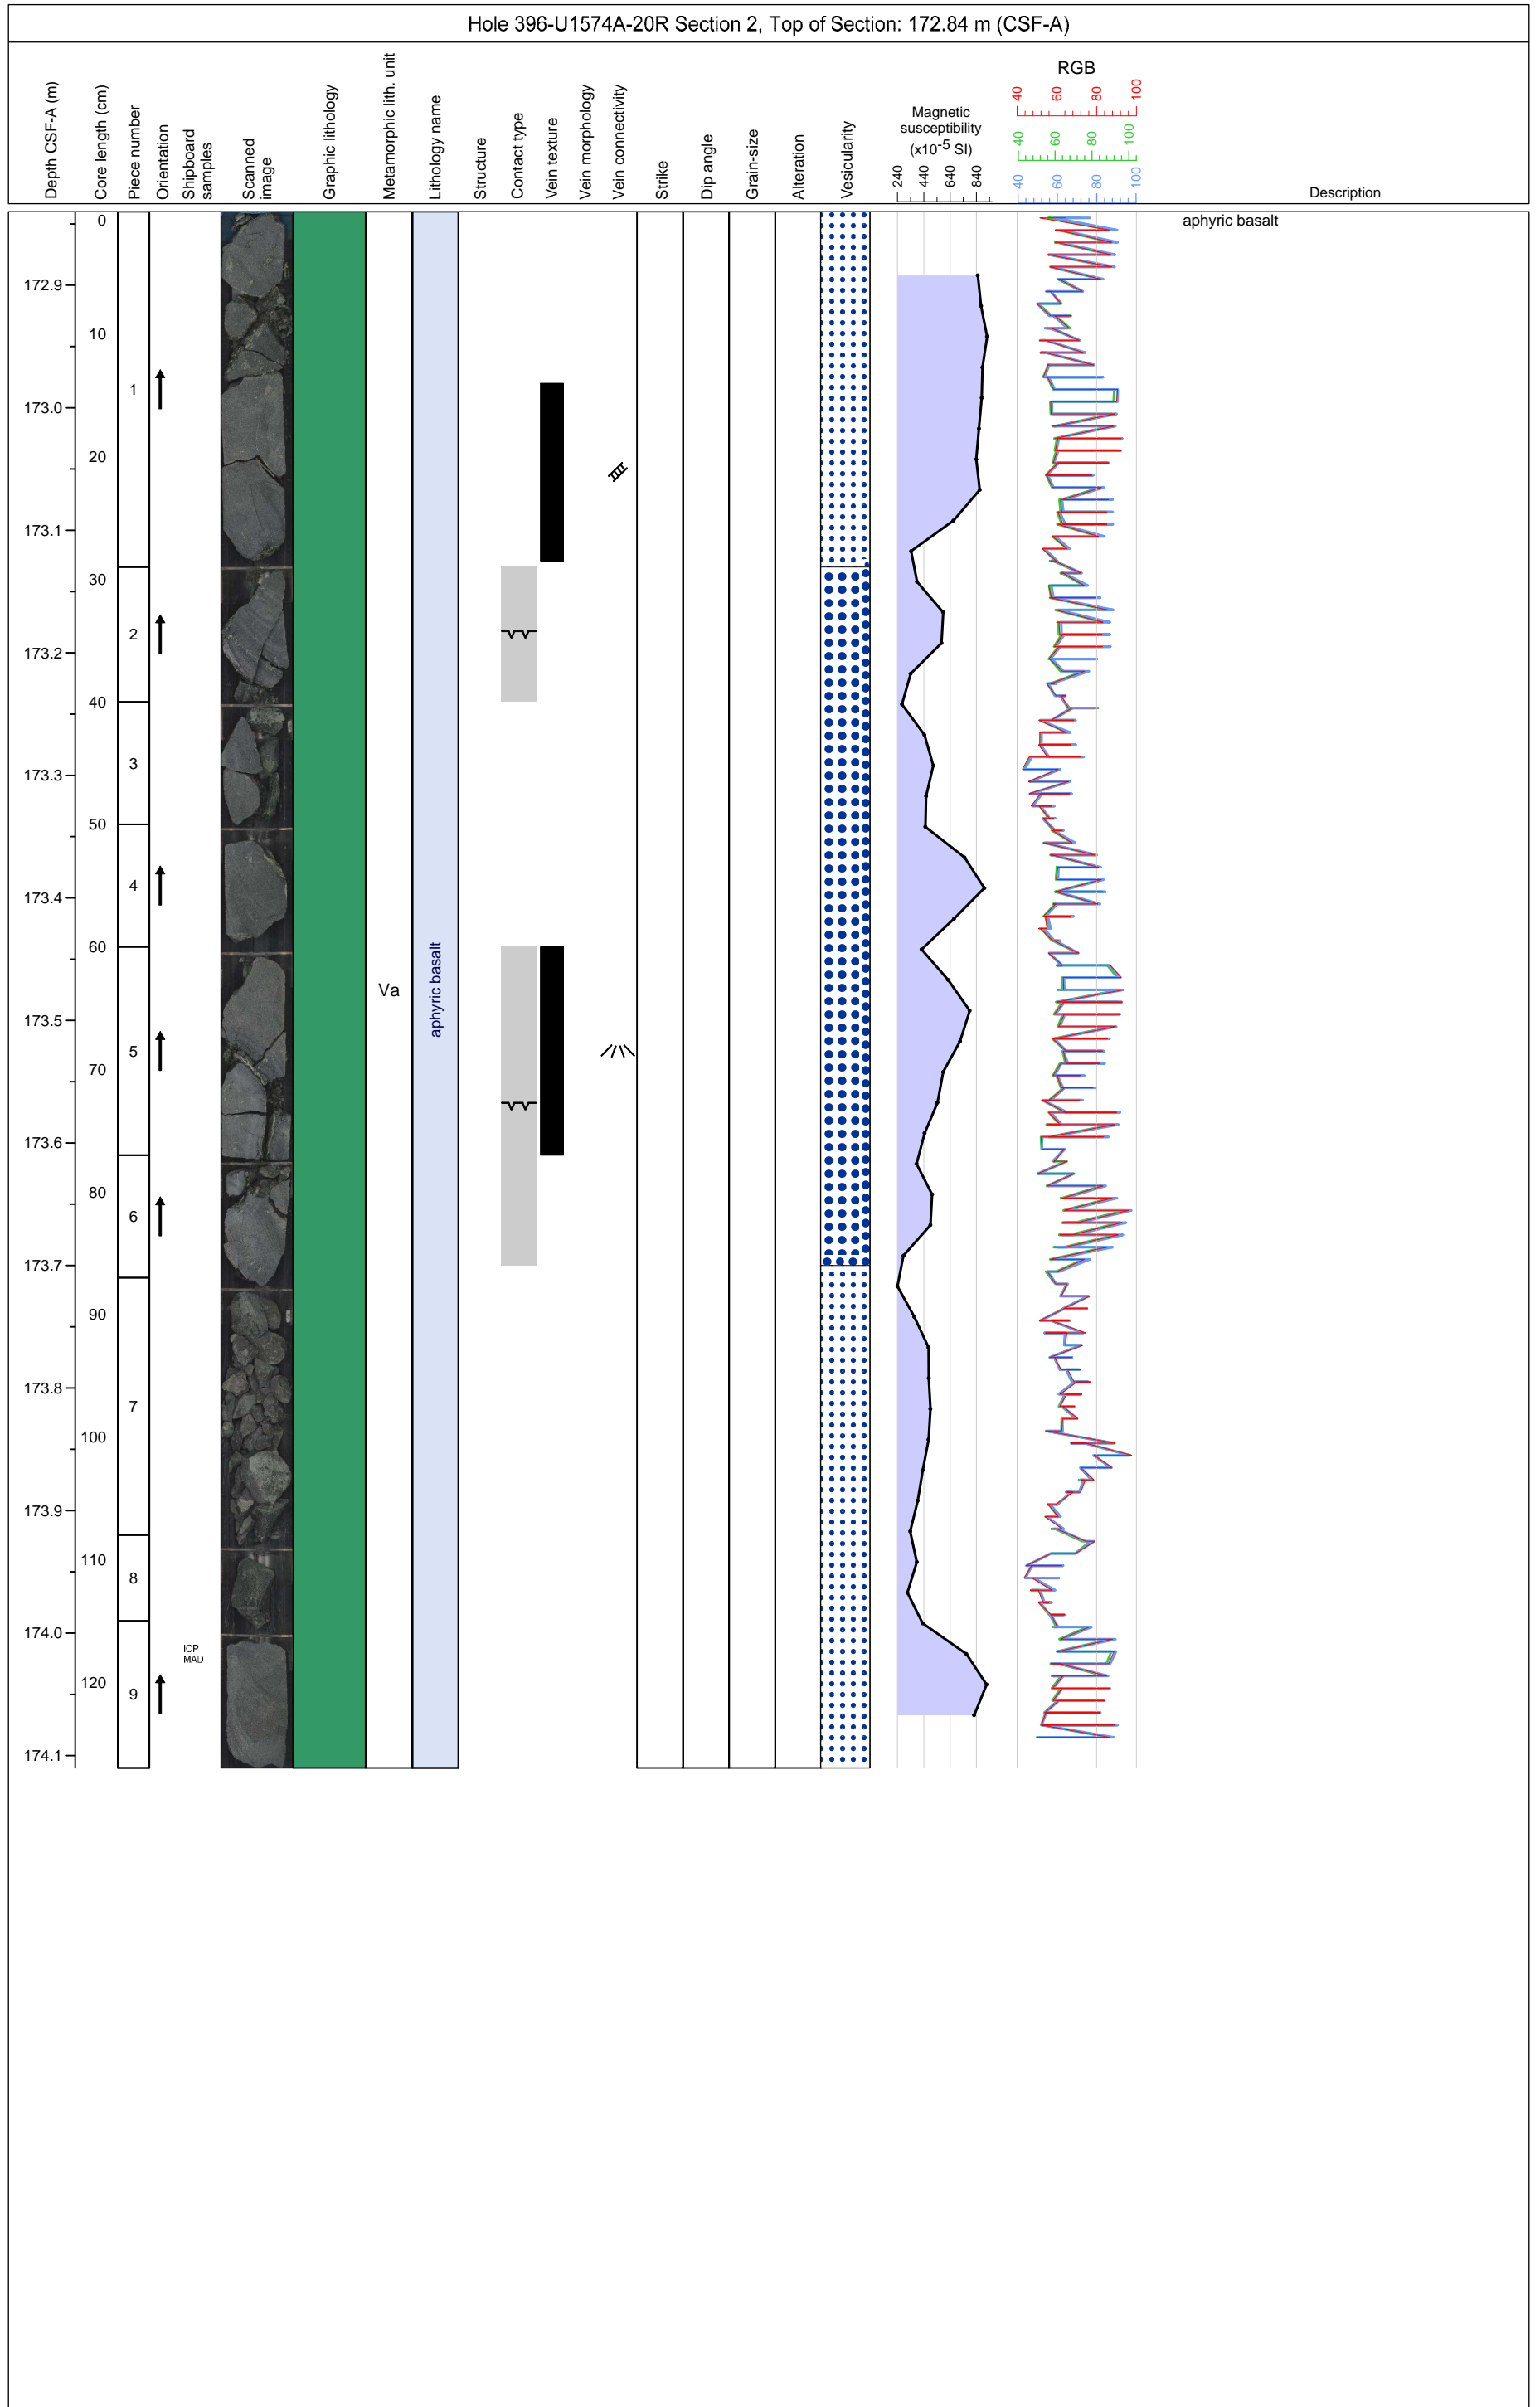 Hole 396-U1574A-20R Section 2, Top of Section: 172.84 m (CSF-A)
Depth CSF-A (m)
Core length (cm)
Piece number
Orientation
Shipboard
samples
Scanned
image
Graphic lithology
Metamorphic lith. unit
Lithology name
Structure
Contact type
Vein texture
Vein morphology
Vein connectivity
Strike
Dip angle
Grain-size
Alteration
Vesicularity
Magnetic
susceptibility
(x10-5 SI)
240 440 640 840
RGB
40 60 80 100
40 60 80 100
40 60 80 100
Description
0
aphyric basalt
172.9
10
1
173.0
20
173.1
30
2
173.2
40
3
173.3
50
4
173.4
60
Va
aphyric basalt
173.5
5
70
173.6
80
6
173.7
90
173.8
7
100
173.9
110
8
174.0
ICP
MAD
120
9
174.1